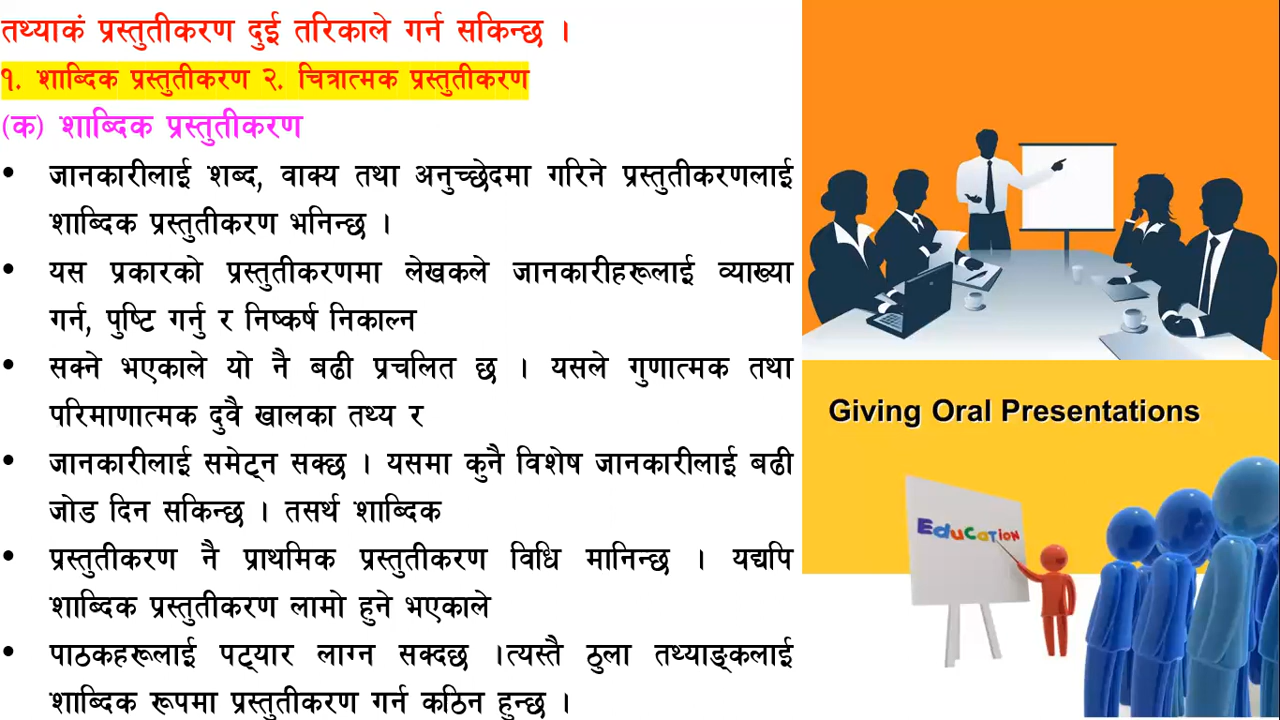 तथ्याकं प्रस्तुतीकरण दुई तरिकाले गर्न सकिन्छ ।
१. शाब्दिक प्रस्तुतीकरण २. चित्रात्मक प्रस्तुतीकरण
(क) शाब्दिक प्रस्तुतीकरण
• जानकारीलाई शब्द, वाक्य तथा अनुच्छेदमा गरिने प्रस्तुतीकरणलाई
शाब्दिक प्रस्तुतीकरण भनिन्छ ।
• यस प्रकारको प्रस्तुतीकरणमा लेखकले जानकारीहरूलाई व्याख्या
गर्न, पुष्टि गर्नु र निष्कर्ष निकाल्न
• सक्ने भएकाले यो नै बढी प्रचलित छ । यसले गुणात्मक तथा
परिमाणात्मक दुवै खालका तथ्य र
• जानकारीलाई समेट्न सक्छ । यसमा कुनै विशेष जानकारीलाई बढी
जोड दिन सकिन्छ । तसर्थ शाब्दिक
• प्रस्तुतीकरण नै प्राथमिक प्रस्तुतीकरण विधि मानिन्छ । यद्यपि
शाब्दिक प्रस्तुतीकरण लामो हुने भएकाले
• पाठकहरूलाई पट्यार लाग्न सक्दछ ।त्यस्तै ठुला तथ्याङ्कलाई
शाब्दिक रूपमा प्रस्तुतीकरण गर्न कठिन हुन्छ ।
Giving Oral Presentations
EducATion